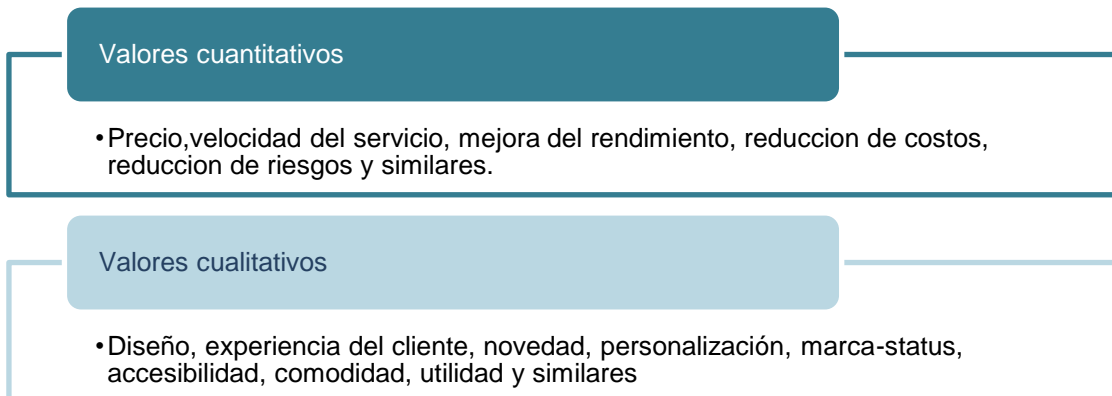 Valores cuantitativos
•Precio,velocidad del servicio, mejora del rendimiento, reduccion de costos,
reduccion de riesgos y similares.
Valores cualitativos
•Diseño, experiencia del cliente, novedad, personalización, marca-status,
accesibilidad, comodidad, utilidad y similares